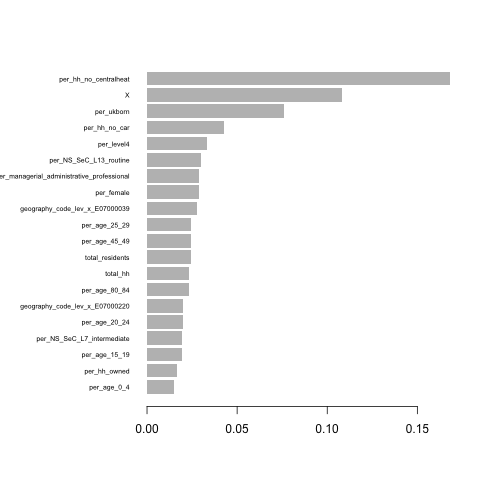 per_hh_no_centralheat
X
per_ukborn
per_hh_no_car
per_level4
per_NS_SeC_L13_routine
er_managerial_administrative_professional
per_female
geography_code_lev_x_E07000039
per_age_25_29
per_age_45_49
total_residents
total_hh
per_age_80_84
geography_code_lev_x_E07000220
per_age_20_24
per_NS_SeC_L7_intermediate
per_age_15_19
per_hh_owned
per_age_0_4
0.00 0.05 0.10 0.15